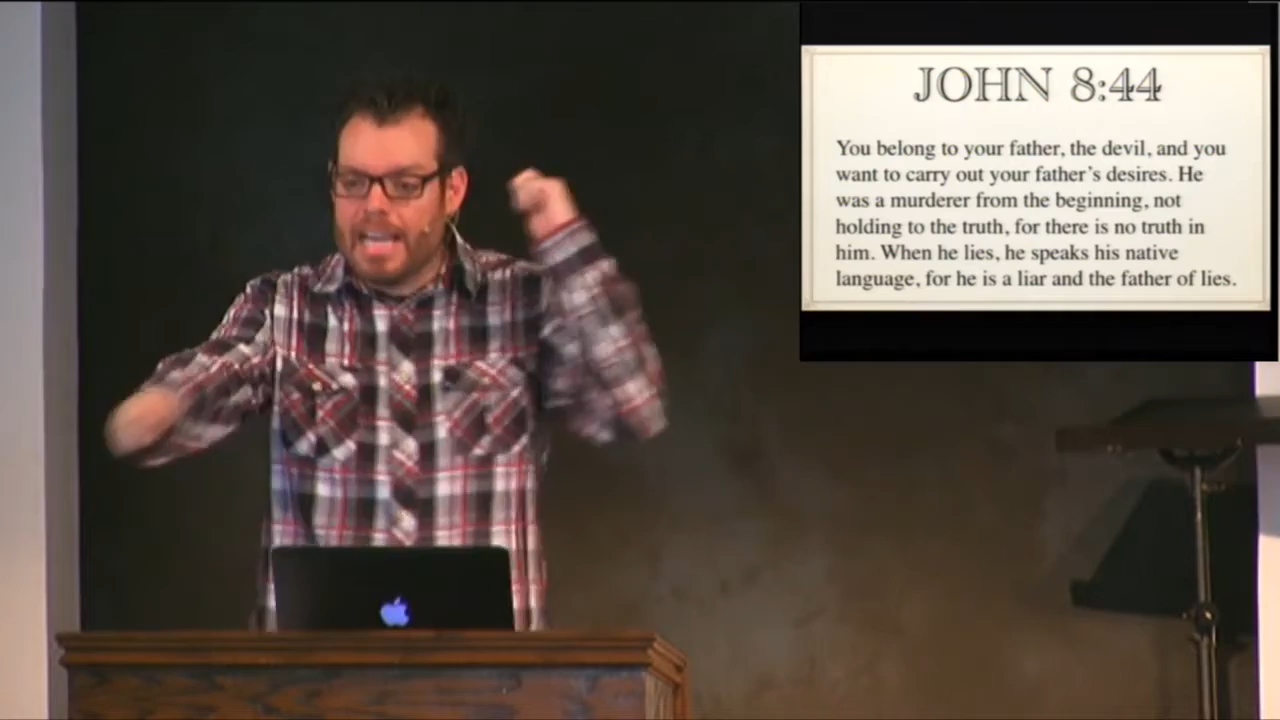 JOHN 8:44
You belong to your father, the devil, and you
want to carry out your father’s desires. He
was a murderer from the beginning, not
holding to the truth, for there is no truth in
him. When he lies, he speaks his native
language, for he is a liar and the father of lies.